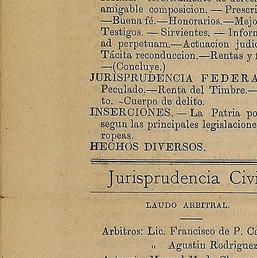 amigable composicion, — Prescri
—Buena fé.—Honorarios.—Mejo
Testigos. — Sirvientes. — Inform
ad perpetuam.—Actuacion judic
Tácita reconduccion.—Rentas y
—(Concluye.)
JURISPRUDENCIA FEDERA
Peculado.—Renta del Timbre.—
to. -Cuerpo de delito.
INSERCIONES. — La Patria po
segun las principales legislacione
ropeas.
HECHOS DIVERSOS.
Jurisprudencia Civi
LAUDO ARBITRAL.
Arbitros: Lic. Francisco de P. Ca
„ Agustin Rodriguez